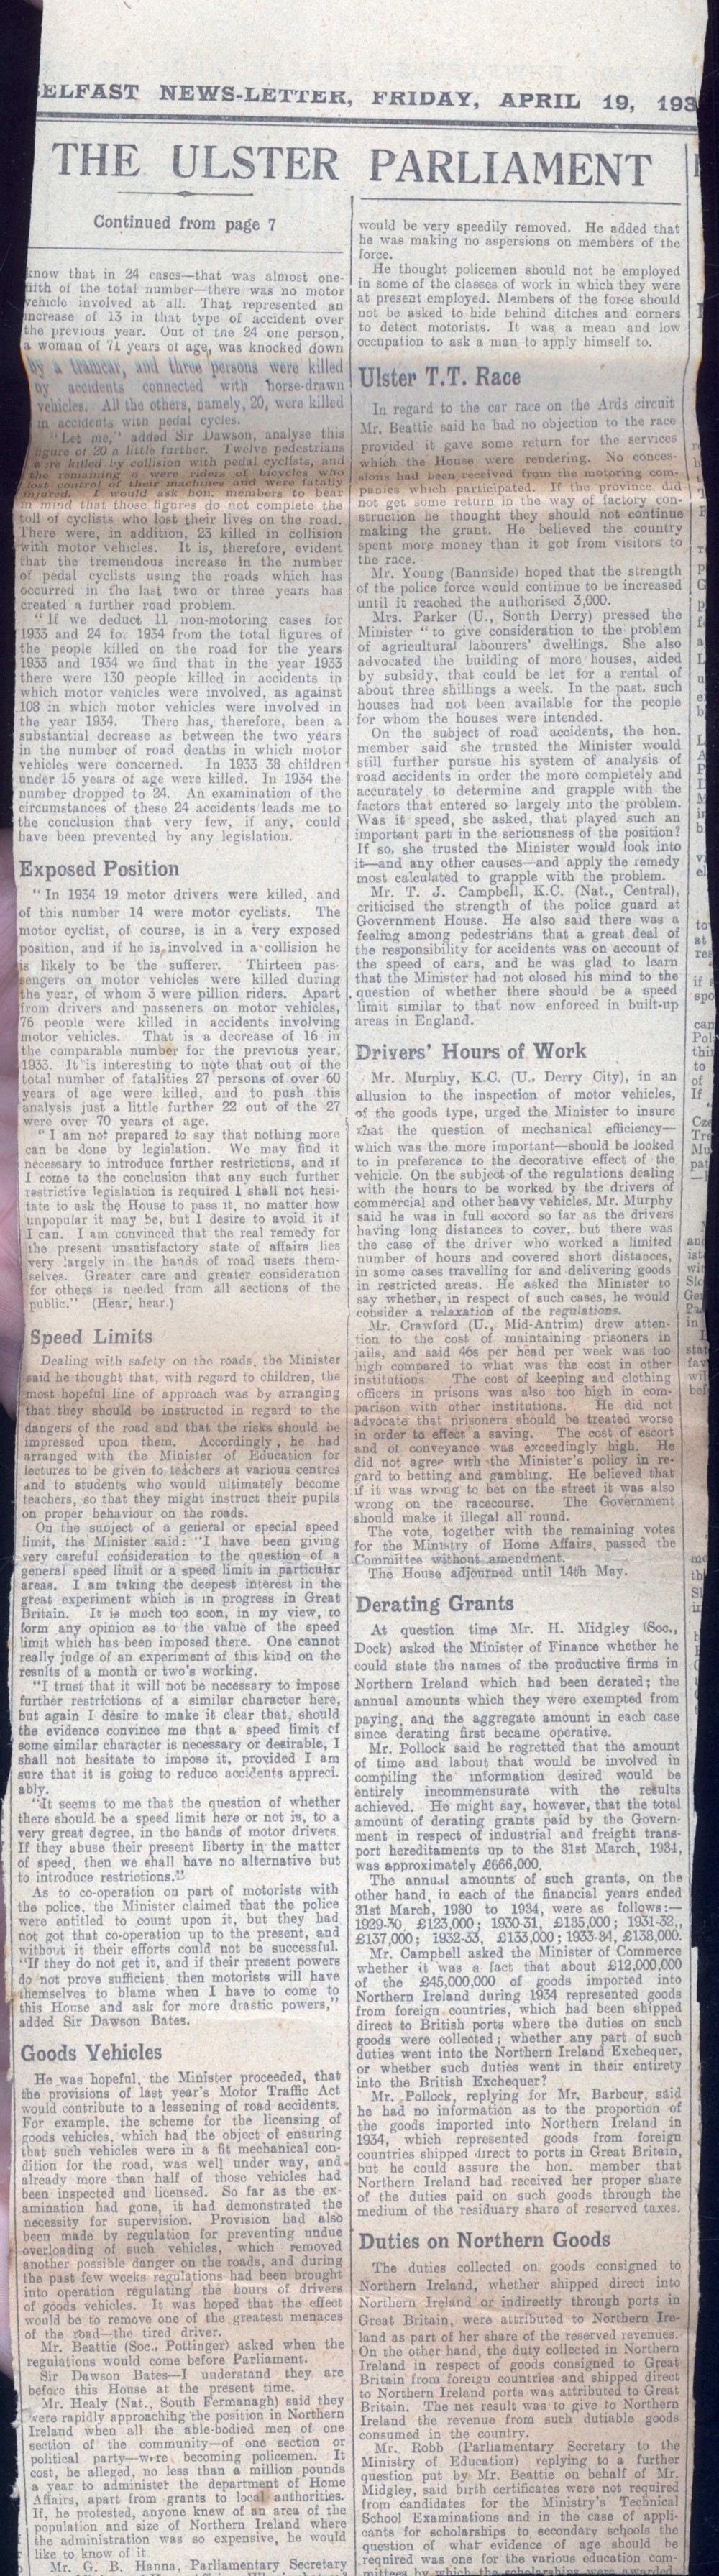 ELFAST NEWS-LETTER, FRIDAY, APRIL 19, 193
THE ULSTER PARLIAMENT
Continued from page 7
know that in 24 cases—that was almost one-
fifth of the total number—there was no motor
vehicle involved at all. That represented an
increase of 13 in that type of accident over
the previous year. Out of the 24 one person,
a woman of 71 years of age, was knocked down
by a tramcar, and three persons were killed
by accidents connected with horse-drawn
vehicles. All the others, namely, 20, were killed
in accidents with pedal cycles.
"Let me," added Sir Dawson, analyse this
figure of 20 a little further. Twelve pedestrians
were killed by collision with pedal cyclists, and
the remaining 8 were riders of bicycles who
lost control of their machines and were fatally
injured. I would ask hon. members to bear
in mind that those figures do not complete the
toll of cyclists who lost their lives on the road.
There were, in addition, 23 killed in collision
with motor vehicles. It is, therefore, evident
that the tremendous increase in the number
of pedal cyclists using the roads which has
occurred in the last two or three years has
created a further road problem.
"If we deduct 11 non-motoring cases for
1933 and 24 for 1934 from the total figures of
the people killed on the road for the years
1933 and 1934 we find that in the year 1933
there were 130 people killed in accidents in
which motor vehicles were involved, as against
108 in which motor vehicles were involved in
the year 1934. There has, therefore, been a
substantial decrease as between the two years
in the number of road deaths in which motor
vehicles were concerned. In 1933 38 children
under 15 years of age were killed. In 1934 the
number dropped to 24. An examination of the
circumstances of these 24 accidents leads me to
the conclusion that very few, if any, could
have been prevented by any legislation.
Exposed Position
"In 1934 19 motor drivers were killed, and
of this number 14 were motor cyclists. The
motor cyclist, of course, is in a very exposed
position, and if he is involved in a collision he
is likely to be the sufferer. Thirteen pas-
sengers on motor vehicles were killed during
the year, of whom 3 were pillion riders. Apart
from drivers and passeners on motor vehicles,
76 people were killed in accidents involving
motor vehicles. That is a decrease of 16 in
the comparable number for the previous year,
1933. It is interesting to note that out of the
total number of fatalities 27 persons of over 60
years of age were killed, and to push this
analysis just a little further 22 out of the 27
were over 70 years of age.
"I am not prepared to say that nothing more
can be done by legislation. We may find it
necessary to introduce further restrictions, and if
I come to the conclusion that any such further
restrictive legislation is required I shall not hesi-
tate to ask the House to pass it, no matter how
unpopular it may be, but I desire to avoid it if
I can. I am convinced that the real remedy for
the present unsatisfactory state of affairs lies
very largely in the hands of road users them-
selves. Greater care and greater consideration
for others is needed from all sections of the
public." (Hear, hear.)
Speed Limits
Dealing with safety on the roads, the Minister
said he thought that, with regard to children, the
most hopeful line of approach was by arranging
that they should be instructed in regard to the
dangers of the road and that the risks should be
impressed upon them. Accordingly, he had
arranged with the Minister of Education for
lectures to be given to teachers at various centres
and to students who would ultimately become
teachers, so that they might instruct their pupils
on proper behaviour on the roads.
On the subject of a general or special speed
limit, the Minister said: "I have been giving
very careful consideration to the question of a
general speed limit or a speed limit in particular
areas. I am taking the deepest interest in the
great experiment which is in progress in Great
Britain. It is much too soon, in my view, to
form any opinion as to the value of the speed
limit which has been imposed there. One cannot
really judge of an experiment of this kind on the
results of a month or two's working.
"I trust that it will not be necessary to impose
further restrictions of a similar character here,
but again I desire to make it clear that, should
the evidence convince me that a speed limit of
some similar character is necessary or desirable, I
shall not hesitate to impose it, provided I am
sure that it is going to reduce accidents appreci-
ably.
"It seems to me that the question of whether
there should be a speed limit here or not is, to a
very great degree, in the hands of motor drivers.
If they abuse their present liberty in the matter
of speed, then we shall have no alternative but
to introduce restrictions."
As to co-operation on part of motorists with
the police, the Minister claimed that the police
were entitled to count upon it, but they had
not got that co-operation up to the present, and
without it their efforts could not be successful.
"If they do not get it, and if their present powers
do not prove sufficient, then motorists will have
themselves to blame when I have to come to
this House and ask for more drastic powers,"
added Sir Dawson Bates.
Goods Vehicles
He was hopeful, the Minister proceeded, that
the provisions of last year's Motor Traffic Act
would contribute to a lessening of road accidents.
For example, the scheme for the licensing of
goods vehicles, which had the object of ensuring
that such vehicles were in a fit mechanical con-
dition for the road, was well under way, and
already more than half of those vehicles had
been inspected and licensed. So far as the ex-
amination had gone, it had demonstrated the
necessity for supervision. Provision had also
been made by regulation for preventing undue
overloading of such vehicles, which removed
another possible danger on the roads, and during
the past few weeks regulations had been brought
into operation regulating the hours of drivers
of goods vehicles. It was hoped that the effect
would be to remove one of the greatest menaces
of the road—the tired driver.
Mr. Beattie (Soc., Pottinger) asked when the
regulations would come before Parliament.
Sir Dawson Bates—I understand they are
before this House at the present time.
Mr. Healy (Nat., South Fermanagh) said they
were rapidly approaching the position in Northern
Ireland when all the able-bodied men of one
section of the community—of one section or
political party—were becoming policemen. It
cost, he alleged, no less than a million pounds
a year to administer the department of Home
Affairs, apart from grants to local authorities.
If, he protested, anyone knew of an area of the
population and size of Northern Ireland where
the administration was so expensive, he would
like to know of it
Mr. G. B. Hanna, Parliamentary Secretary
would be very speedily removed. He added that
he was making no aspersions on members of the
force.
He thought policemen should not be employed
in some of the classes of work in which they were
at present employed. Members of the force should
not be asked to hide behind ditches and corners
to detect motorists. It was a mean and low
occupation to ask a man to apply himself to.
Ulster T.T. Race
In regard to the car race on the Ards circuit
Mr. Beattie said he had no objection to the race
provided it gave some return for the services
which the House were rendering. No conces-
sions had been received from the motoring com-
panies which participated. If the province did
not get some return in the way of factory con-
struction he thought they should not continue
making the grant. He believed the country
spent more money than it got from visitors to
the race.
Mr. Young (Bannside) hoped that the strength
of the police force would continue to be increased
until it reached the authorised 3,000.
Mrs. Parker (U., South Derry) pressed the
Minister "to give consideration to the problem
of agricultural labourers' dwellings. She also
advocated the building of more houses, aided
by subsidy, that could be let for a rental of
about three shillings a week. In the past, such
houses had not been available for the people
for whom the houses were intended.
On the subject of road accidents, the hon.
member said she trusted the Minister would
still further pursue his system of analysis of
road accidents in order the more completely and
accurately to determine and grapple with the
factors that entered so largely into the problem.
Was it speed, she asked, that played such an
important part in the seriousness of the position?
If so, she trusted the Minister would look into
it—and any other causes—and apply the remedy
most calculated to grapple with the problem.
Mr. T. J. Campbell, K.C. (Nat., Central),
criticised the strength of the police guard at
Government House. He also said there was a
feeling among pedestrians that a great deal of
the responsibility for accidents was on account of
the speed of cars, and he was glad to learn
that the Minister had not closed his mind to the
question of whether there should be a speed
limit similar to that now enforced in built-up
areas in England.
Drivers' Hours of Work
Mr. Murphy, K.C. (U., Derry City), in an
allusion to the inspection of motor vehicles,
of the goods type, urged the Minister to insure
that the question of mechanical efficiency—
which was the more important—should be looked
to in preference to the decorative effect of the
vehicle. On the subject of the regulations dealing
with the hours to be worked by the drivers of
commercial and other heavy vehicles, Mr. Murphy
said he was in full accord so far as the drivers
having long distances to cover, but there was
the case of the driver who worked a limited
number of hours and covered short distances,
in some cases travelling for and delivering goods
in restricted areas. He asked the Minister to
say whether, in respect of such cases, he would
consider a relaxation of the regulations.
Mr. Crawford (U., Mid-Antrim) drew atten-
tion to the cost of maintaining prisoners in
jails, and said 46s per head per week was too
high compared to what was the cost in other
institutions. The cost of keeping and clothing
officers in prisons was also too high in com-
parison with other institutions. He did not
advocate that prisoners should be treated worse
in order to effect a saving. The cost of escort
and of conveyance was exceedingly high. He
did not agree with the Minister's policy in re-
gard to betting and gambling. He believed that
if it was wrong to bet on the street it was also
wrong on the racecourse. The Government
should make it illegal all round.
The vote, together with the remaining votes
for the Ministry of Home Affairs, passed the
Committee without amendment.
The House adjourned until 14th May.
Derating Grants
At question time Mr. H. Midgley (Soc.,
Dock) asked the Minister of Finance whether he
could state the names of the productive firms in
Northern Ireland which had been derated; the
annual amounts which they were exempted from
paying, and the aggregate amount in each case
since derating first became operative.
Mr. Pollock said he regretted that the amount
of time and labout that would be involved in
compiling the information desired would be
entirely incommensurate with the results
achieved. He might say, however, that the total
amount of derating grants paid by the Govern-
ment in respect of industrial and freight trans-
port hereditaments up to the 31st March, 1934,
was approximately £666,000.
The annual amounts of such grants, on the
other hand, in each of the financial years ended
31st March, 1930 to 1934, were as follows:—
1929-30, £123,000; 1930-31, £135,000; 1931-32.,
£137,000; 1932-33, £133,000; 1933-34, £138,000.
Mr. Campbell asked the Minister of Commerce
whether it was a fact that about £12,000,000
of the £45,000,000 of goods imported into
Northern Ireland during 1934 represented goods
from foreign countries, which had been shipped
direct to British ports where the duties on such
goods were collected; whether any part of such
duties went into the Northern Ireland Exchequer,
or whether such duties went in their entirety
into the British Exchequer?
Mr. Pollock, replying for Mr. Barbour, said
he had no information as to the proportion of
the goods imported into Northern Ireland in
1934, which represented goods from foreign
countries shipped direct to ports in Great Britain,
but he could assure the hon. member that
Northern Ireland had received her proper share
of the duties paid on such goods through the
medium of the residuary share of reserved taxes.
Duties on Northern Goods
The duties collected on goods consigned to
Northern Ireland, whether shipped direct into
Northern Ireland or indirectly through ports in
Great Britain, were attributed to Northern Ire-
land as part of her share of the reserved revenues.
On the other hand, the duty collected in Northern
Ireland in respect of goods consigned to Great
Britain from foreign countries and shipped direct
to Northern Ireland ports was attributed to Great
Britain. The net result was to give to Northern
Ireland the revenue from such dutiable goods
consumed in the country.
Mr. Robb (Parliamentary Secretary to the
Ministry of Education) replying to a further
question put by Mr. Beattie on behalf of Mr.
Midgley, said birth certificates were not required
from candidates for the Ministry's Technical
School Examinations and in the case of appli-
cants for scholarships to secondary schools the
question of what evidence of age should be
required was one for the various education com-
mittees by which the scholarships were awarded